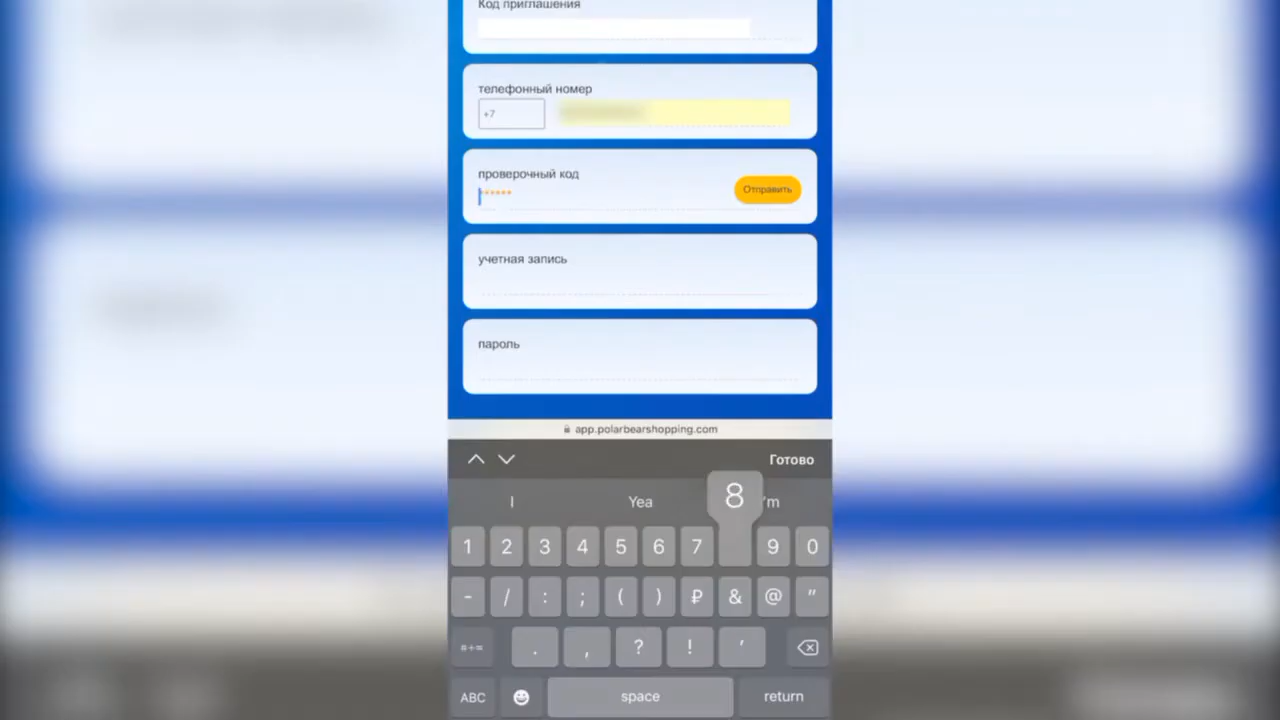 Код приглашения
телефонный номер
+7
проверочный код
******
Отправить
учетная запись
пароль
app.polarbearshopping.com
Готово
I Yea 'm
8
1 2 3 4 5 6 7 9 0
- / : ; ( ) ₽ & @ "
#+= . , ? ! '
ABC space return